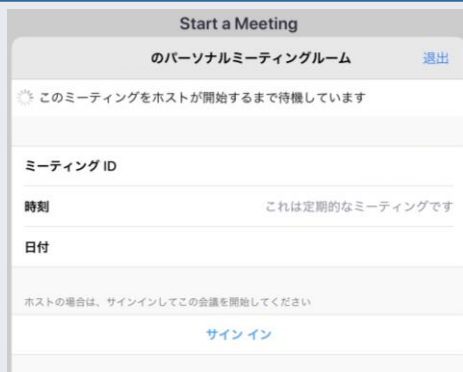 Start a Meeting
のパーソナルミーティングルーム 退出
このミーティングをホストが開始するまで待機しています
ミーティング ID
時刻 これは定期的なミーティングです
日付
ホストの場合は、サインインしてこの会議を開始してください
サイン イン